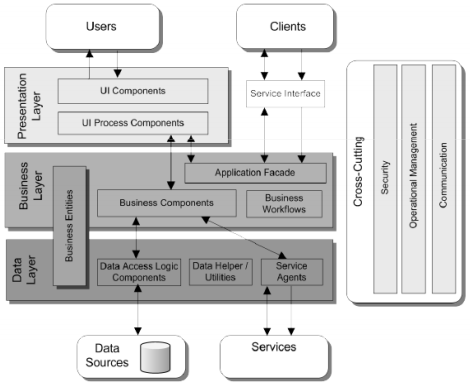 Users
Clients
Presentation
Layer
UI Components
UI Process Components
Service Interface
Business
Layer
Application Facade
Business Components
Business
Workflows
Business Entities
Data
Layer
Data Access Logic
Components
Data Helper /
Utilities
Service
Agents
Data
Sources
Services
Cross-Cutting
Security
Operational Management
Communication